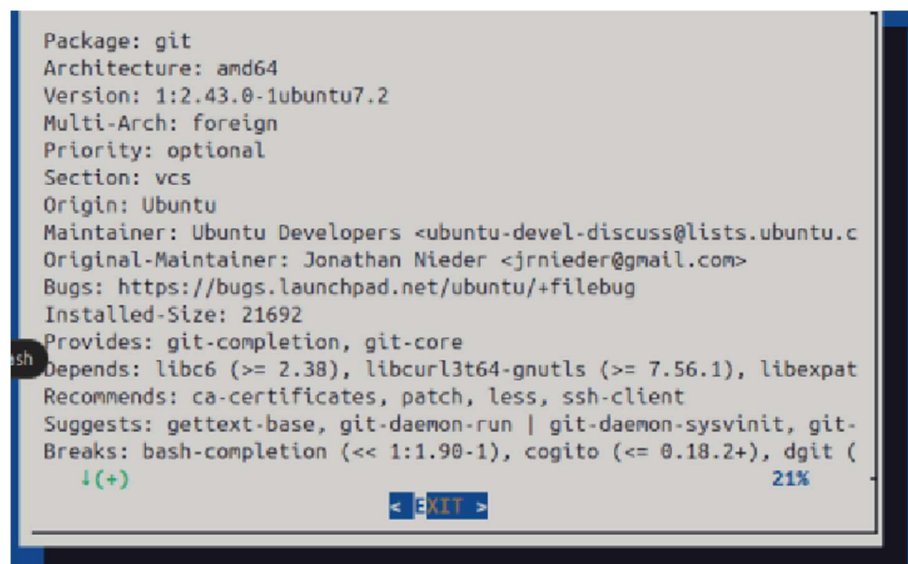 Package: git
Architecture: amd64
Version: 1:2.43.0-1ubuntu7.2
Multi-Arch: foreign
Priority: optional
Section: vcs
Origin: Ubuntu
Maintainer: Ubuntu Developers <ubuntu-devel-discuss@lists.ubuntu.c
Original-Maintainer: Jonathan Nieder <jrnieder@gmail.com>
Bugs: https://bugs.launchpad.net/ubuntu/+filebug
Installed-Size: 21692
Provides: git-completion, git-core
sh
Depends: libc6 (>= 2.38), libcurl3t64-gnutls (>= 7.56.1), libexpat
Recommends: ca-certificates, patch, less, ssh-client
Suggests: gettext-base, git-daemon-run | git-daemon-sysvinit, git-
Breaks: bash-completion (<< 1:1.90-1), cogito (<= 0.18.2+), dgit (
↓(+) 21%
< EXIT >